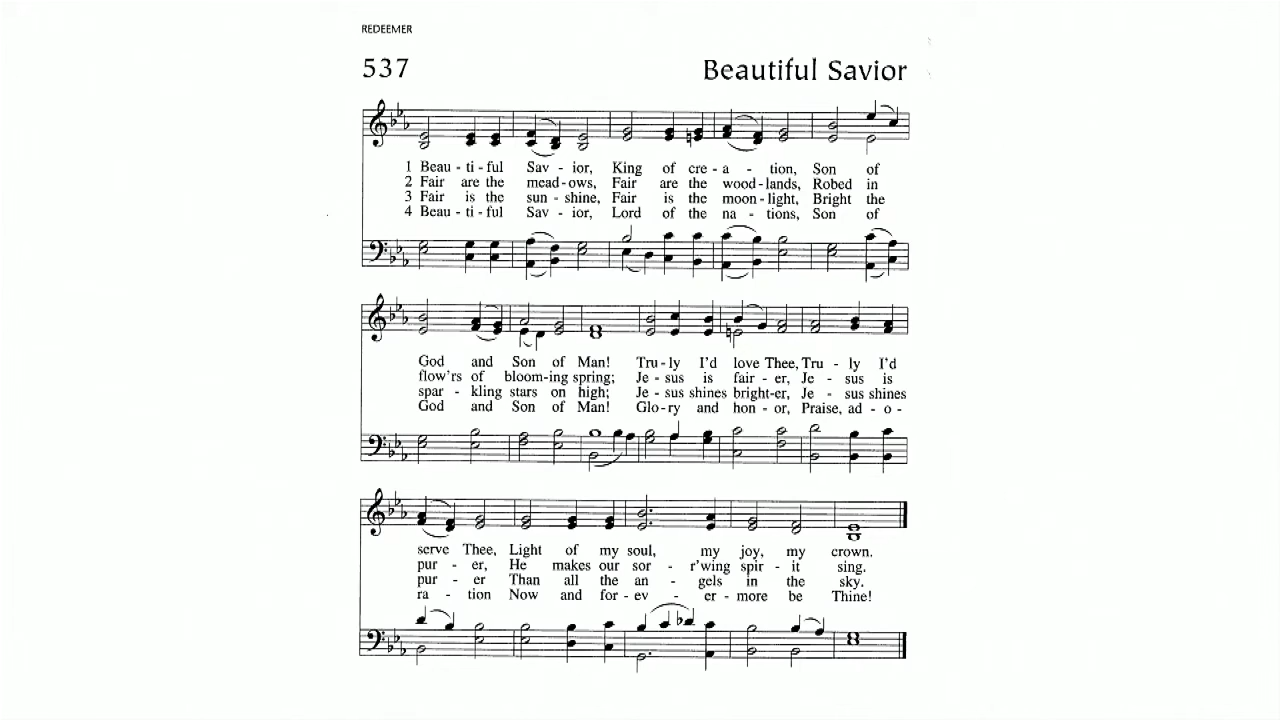 REDEEMER
537
Beautiful Savior
1 Beau - ti - ful Sav - ior, King of cre - a - tion, Son of
2 Fair are the mead - ows, Fair are the wood - lands, Robed in
3 Fair is the sun - shine, Fair is the moon - light, Bright the
4 Beau - ti - ful Sav - ior, Lord of the na - tions, Son of
God and Son of Man! Tru - ly I'd love Thee, Tru - ly I'd
flow'rs of bloom-ing spring; Je - sus is fair - er, Je - sus is
spar - kling stars on high; Je - sus shines bright-er, Je - sus shines
God and Son of Man! Glo - ry and hon - or, Praise, ad - o -
serve Thee, Light of my soul, my joy, my crown.
pur - er, He makes our sor - r'wing spir - it sing.
pur - er Than all the an - gels in the sky.
ra - tion Now and for - ev - er - more be Thine!